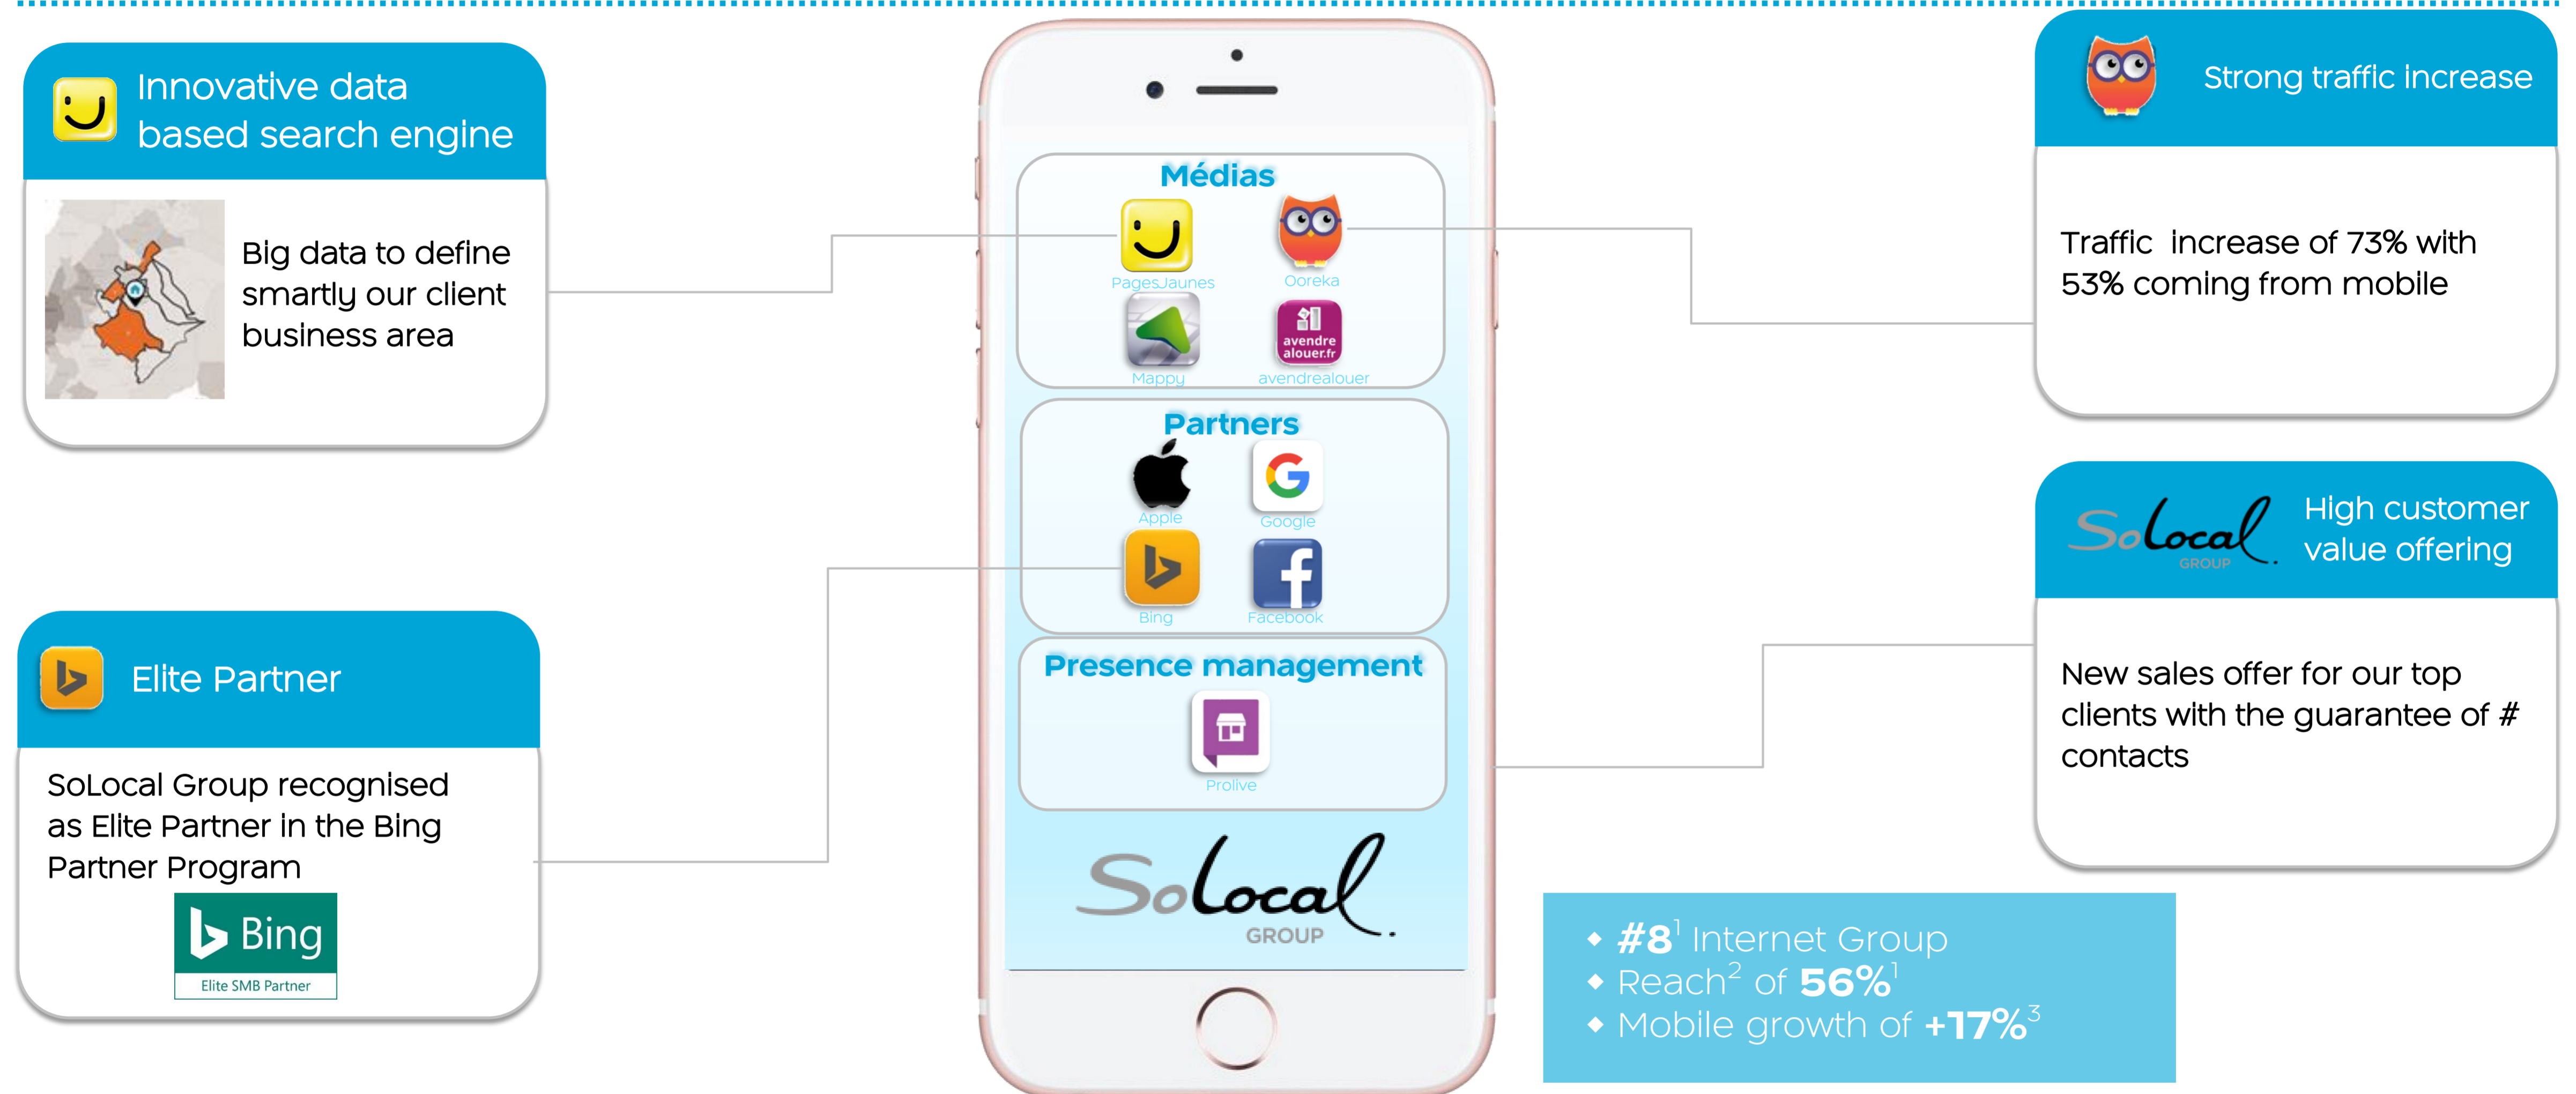 Innovative data
based search engine
Big data to define
smartly our client
business area
Elite Partner
SoLocal Group recognised
as Elite Partner in the Bing
Partner Program
Bing
Elite SMB Partner
Médias
PagesJaunes
Ooreka
avendre
alouer.fr
Mappy
avendrealouer
Partners
Apple
Google
Bing
Facebook
Presence management
Prolive
SoLocal
GROUP
Strong traffic increase
Traffic increase of 73% with
53% coming from mobile
SoLocal
GROUP
High customer
value offering
New sales offer for our top
clients with the guarantee of #
contacts
◆ #8¹ Internet Group
◆ Reach² of 56%¹
◆ Mobile growth of +17%³